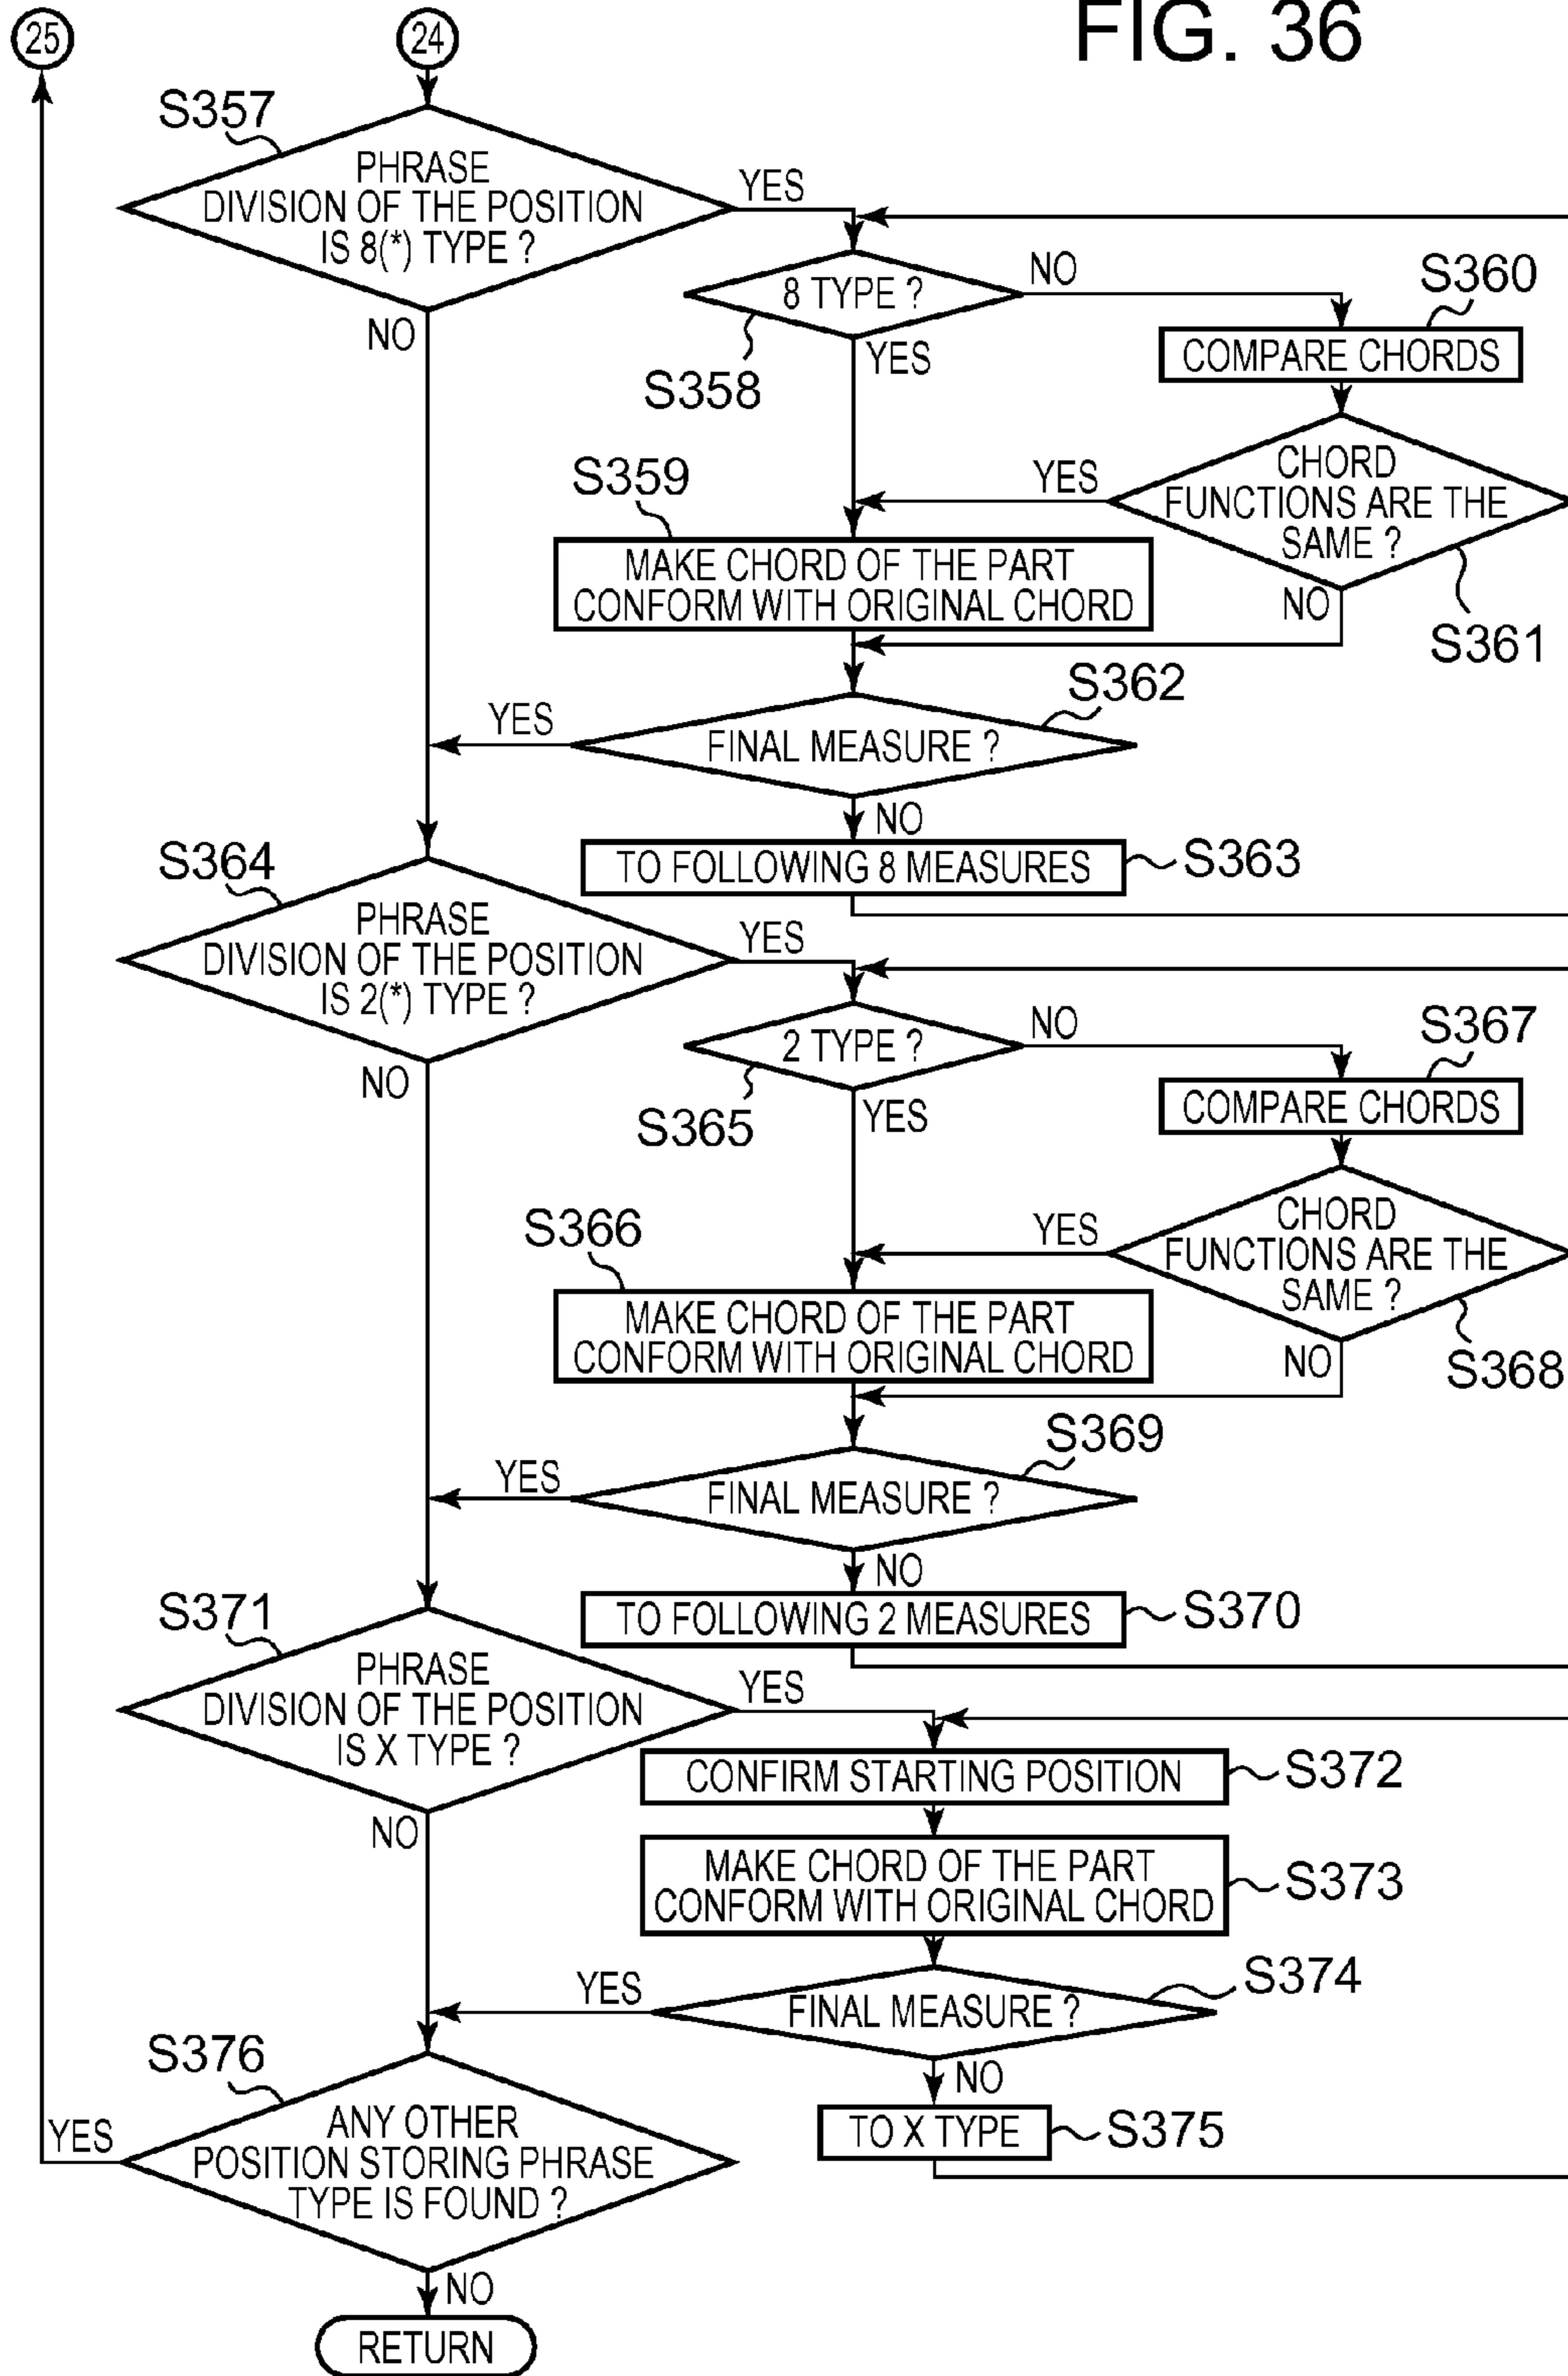 FIG. 36
25
24
S357
PHRASE
DIVISION OF THE POSITION
IS 8(*) TYPE ?
YES
NO
8 TYPE ?
NO
S358
YES
S360
COMPARE CHORDS
CHORD
FUNCTIONS ARE THE
SAME ?
YES
NO
S361
S359
MAKE CHORD OF THE PART
CONFORM WITH ORIGINAL CHORD
S362
FINAL MEASURE ?
YES
NO
TO FOLLOWING 8 MEASURES
S363
S364
PHRASE
DIVISION OF THE POSITION
IS 2(*) TYPE ?
YES
NO
2 TYPE ?
NO
S365
YES
S367
COMPARE CHORDS
CHORD
FUNCTIONS ARE THE
SAME ?
YES
NO
S368
S366
MAKE CHORD OF THE PART
CONFORM WITH ORIGINAL CHORD
S369
FINAL MEASURE ?
YES
NO
TO FOLLOWING 2 MEASURES
S370
S371
PHRASE
DIVISION OF THE POSITION
IS X TYPE ?
YES
NO
CONFIRM STARTING POSITION
S372
MAKE CHORD OF THE PART
CONFORM WITH ORIGINAL CHORD
S373
S374
FINAL MEASURE ?
YES
NO
TO X TYPE
S375
S376
ANY OTHER
POSITION STORING PHRASE
TYPE IS FOUND ?
YES
NO
RETURN